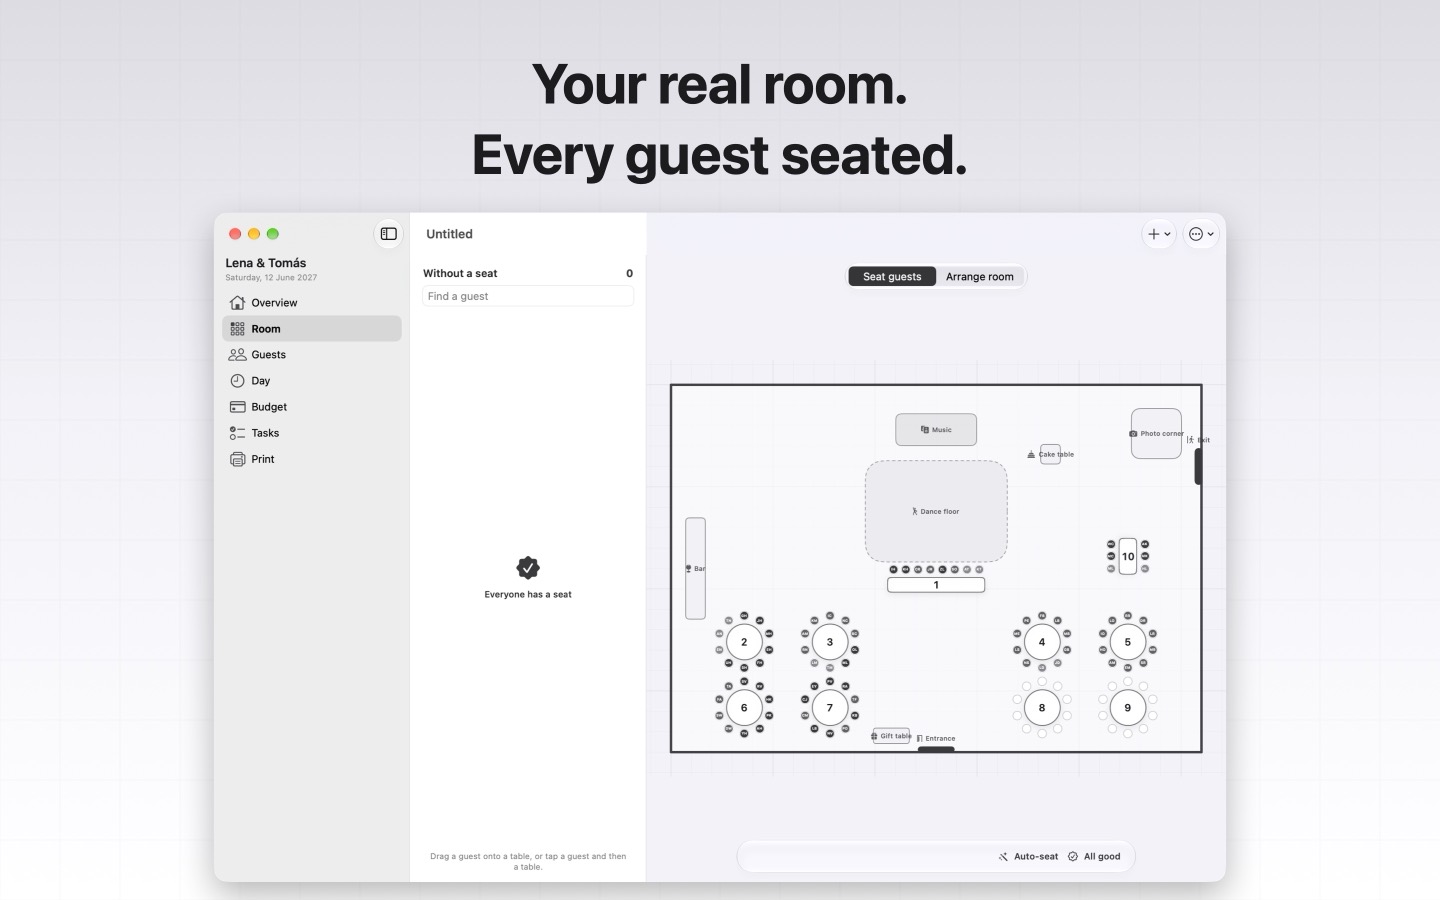 Your real room.
Every guest seated.
Untitled
Lena & Tomás
Saturday, 12 June 2027
Overview
Room
Guests
Day
Budget
Tasks
Print
Without a seat 0
Find a guest
Everyone has a seat
Drag a guest onto a table, or tap a guest and then
a table.
Seat guests
Arrange room
Music
Photo corner
Exit
Cake table
Dance floor
Bar
10
1
2
3
4
5
6
7
8
9
Gift table
Entrance
Auto-seat
All good